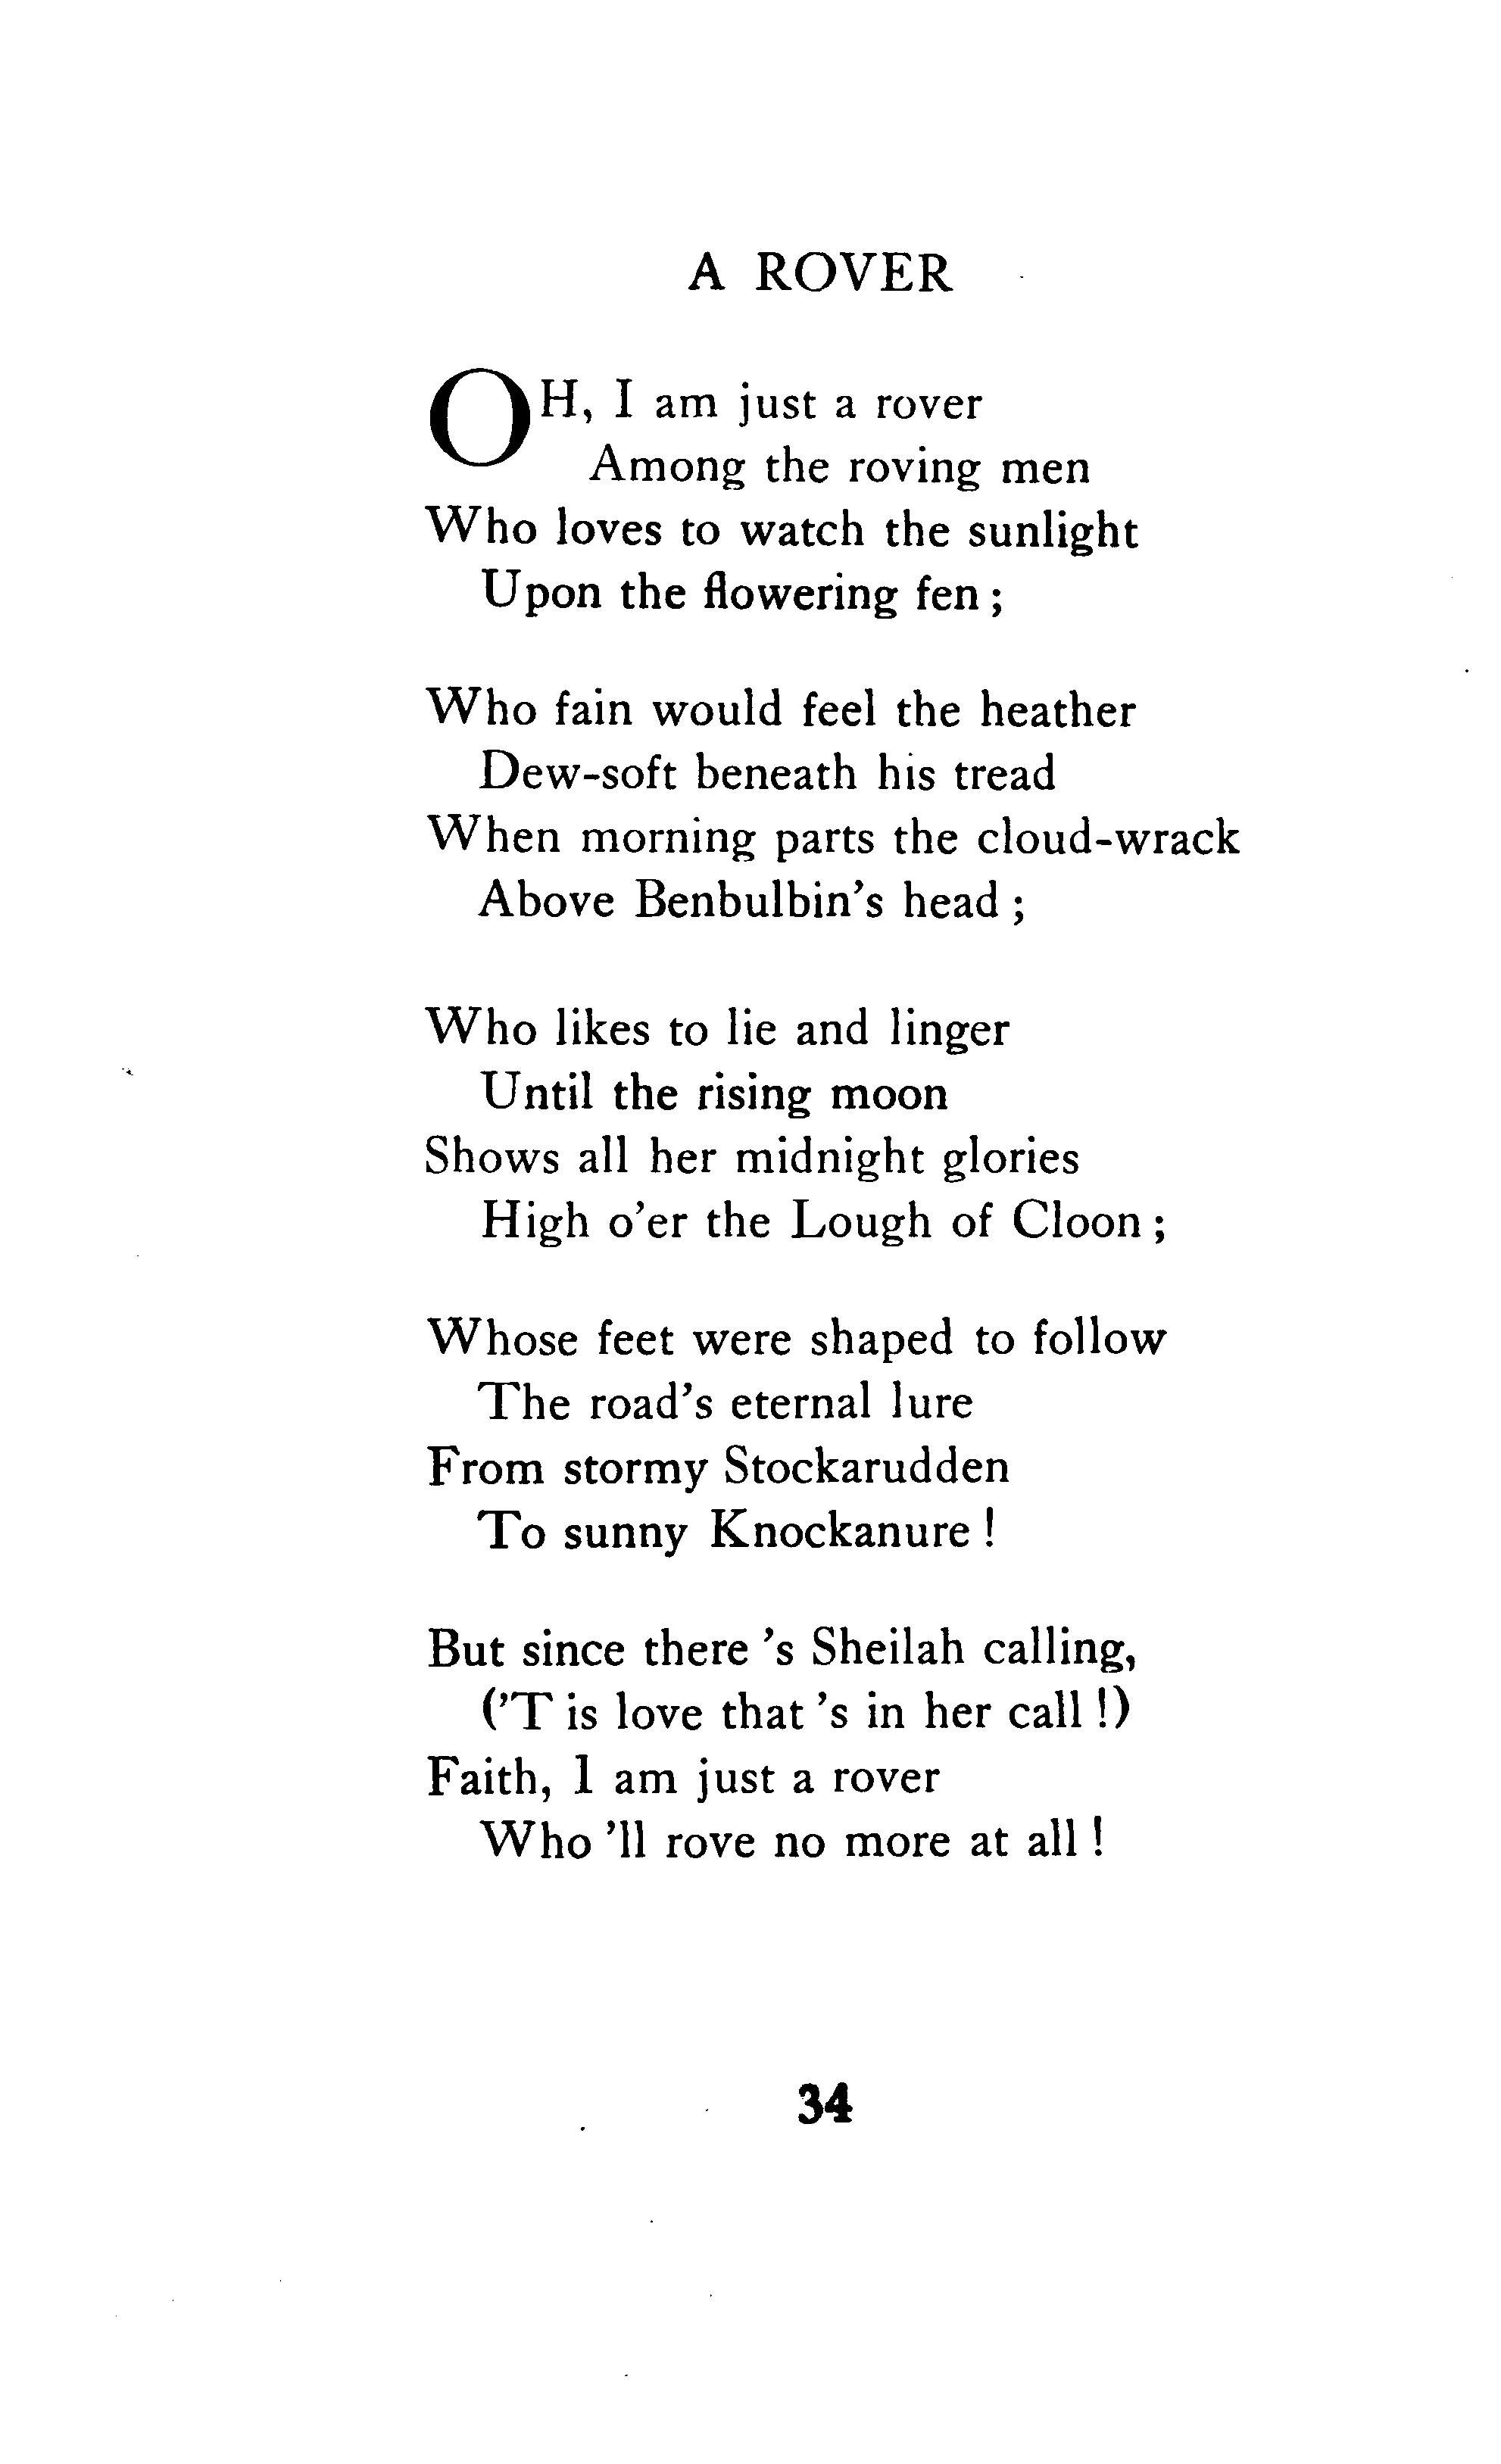 A ROVER
OH, I am just a rover
Among the roving men
Who loves to watch the sunlight
Upon the flowering fen ;
Who fain would feel the heather
Dew-soft beneath his tread
When morning parts the cloud-wrack
Above Benbulbin's head ;
Who likes to lie and linger
Until the rising moon
Shows all her midnight glories
High o'er the Lough of Cloon ;
Whose feet were shaped to follow
The road's eternal lure
From stormy Stockarudden
To sunny Knockanure !
But since there 's Sheilah calling,
('T is love that 's in her call !)
Faith, I am just a rover
Who 'll rove no more at all !
34